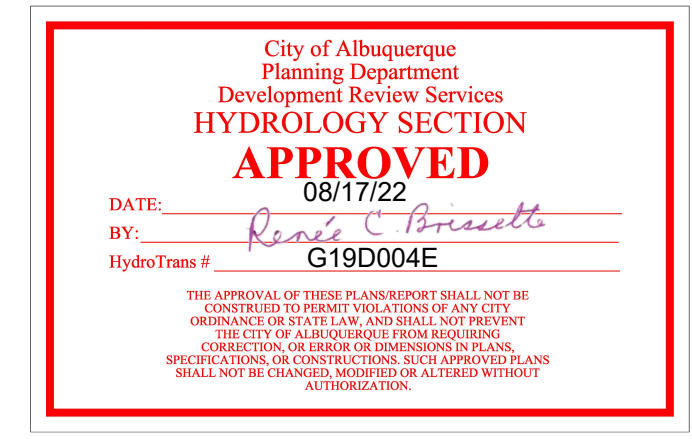 City of Albuquerque
Planning Department
Development Review Services
HYDROLOGY SECTION
APPROVED
DATE: 08/17/22
BY: Renée C. Brissette
HydroTrans # G19D004E
THE APPROVAL OF THESE PLANS/REPORT SHALL NOT BE
CONSTRUED TO PERMIT VIOLATIONS OF ANY CITY
ORDINANCE OR STATE LAW, AND SHALL NOT PREVENT
THE CITY OF ALBUQUERQUE FROM REQUIRING
CORRECTION, OR ERROR OR DIMENSIONS IN PLANS,
SPECIFICATIONS, OR CONSTRUCTIONS. SUCH APPROVED PLANS
SHALL NOT BE CHANGED, MODIFIED OR ALTERED WITHOUT
AUTHORIZATION.